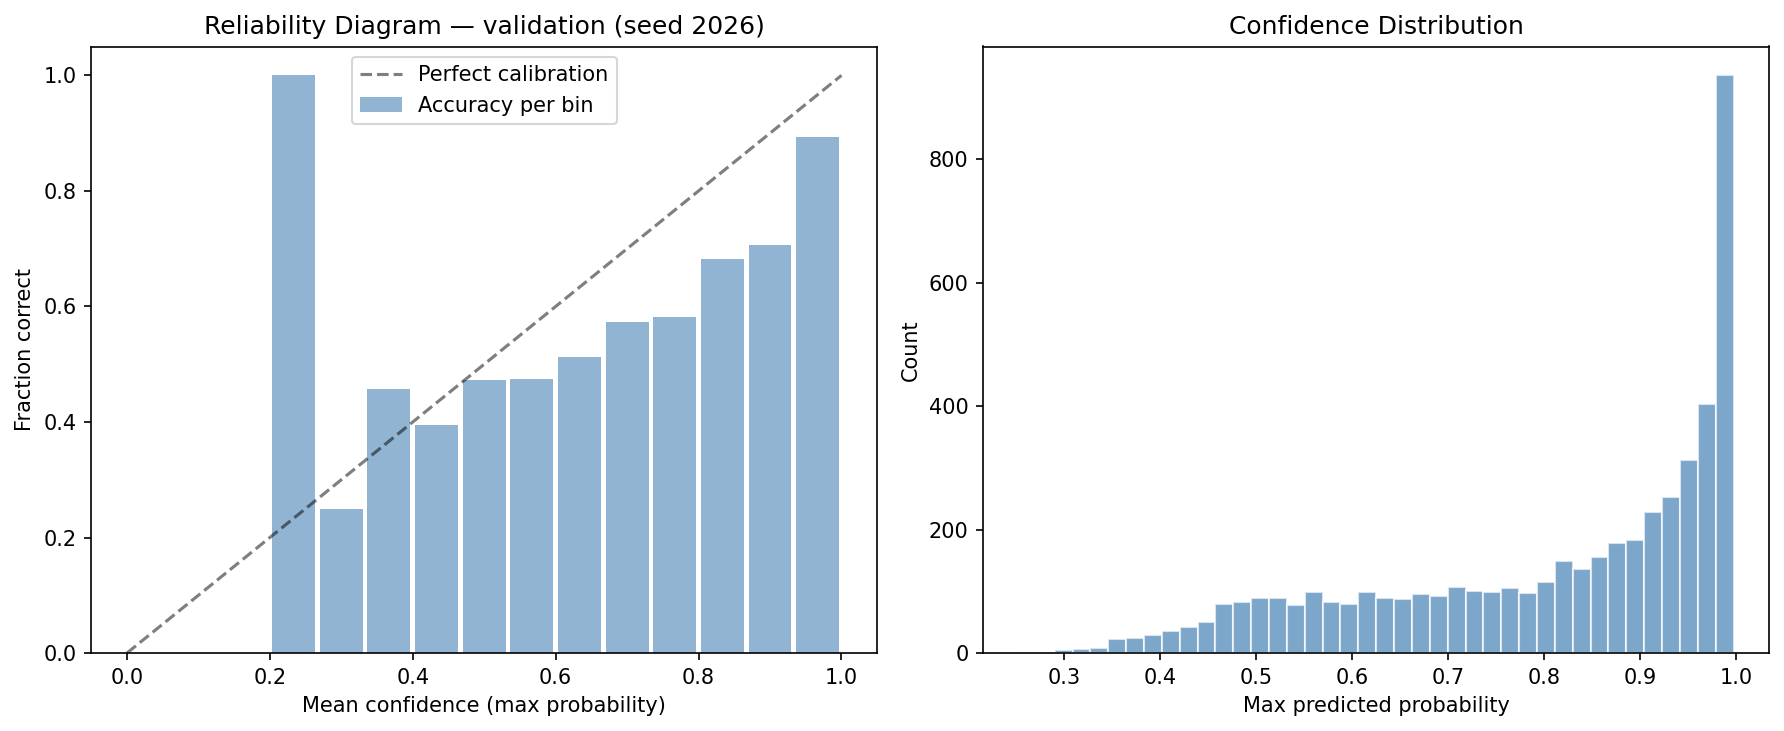 Reliability Diagram — validation (seed 2026)
Perfect calibration
Accuracy per bin
Fraction correct
1.0
0.8
0.6
0.4
0.2
0.0
0.0 0.2 0.4 0.6 0.8 1.0
Mean confidence (max probability)
Confidence Distribution
Count
800
600
400
200
0
0.3 0.4 0.5 0.6 0.7 0.8 0.9 1.0
Max predicted probability